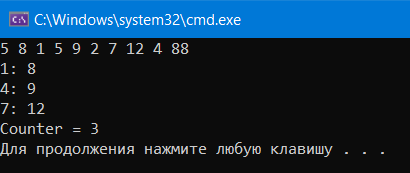 C:\Windows\system32\cmd.exe
5 8 1 5 9 2 7 12 4 88
1: 8
4: 9
7: 12
Counter = 3
Для продолжения нажмите любую клавишу . . .